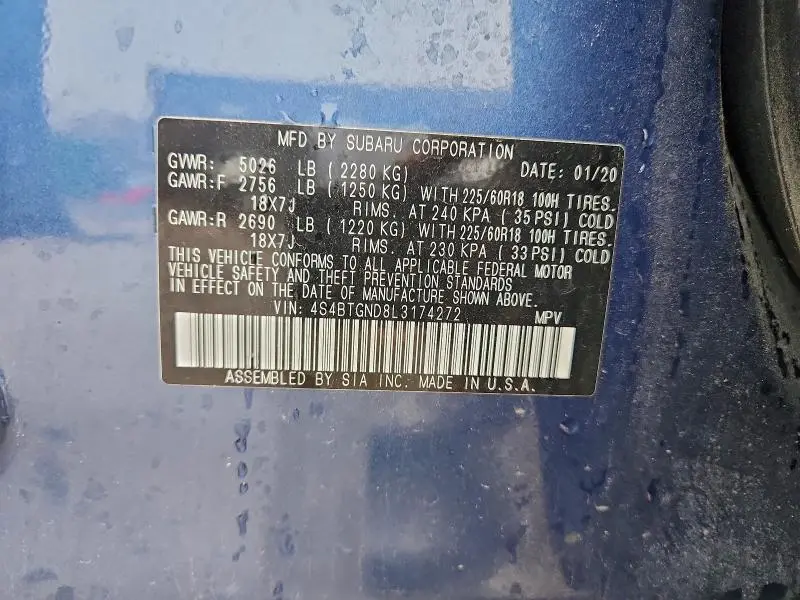 MFD BY SUBARU CORPORATION
GVWR: 5026 LB ( 2280 KG) DATE: 01/20
GAWR:F 2756 LB ( 1250 KG) WITH 225/60R18 100H TIRES.
18X7J RIMS. AT 240 KPA ( 35 PSI) COLD
GAWR:R 2690 LB ( 1220 KG) WITH 225/60R18 100H TIRES.
18X7J RIMS. AT 230 KPA ( 33 PSI) COLD
THIS VEHICLE CONFORMS TO ALL APPLICABLE FEDERAL MOTOR
VEHICLE SAFETY AND THEFT PREVENTION STANDARDS
IN EFFECT ON THE DATE OF MANUFACTURE SHOWN ABOVE.
VIN: 4S4BTGND8L3174272 MPV
ASSEMBLED BY SIA INC. MADE IN U.S.A.